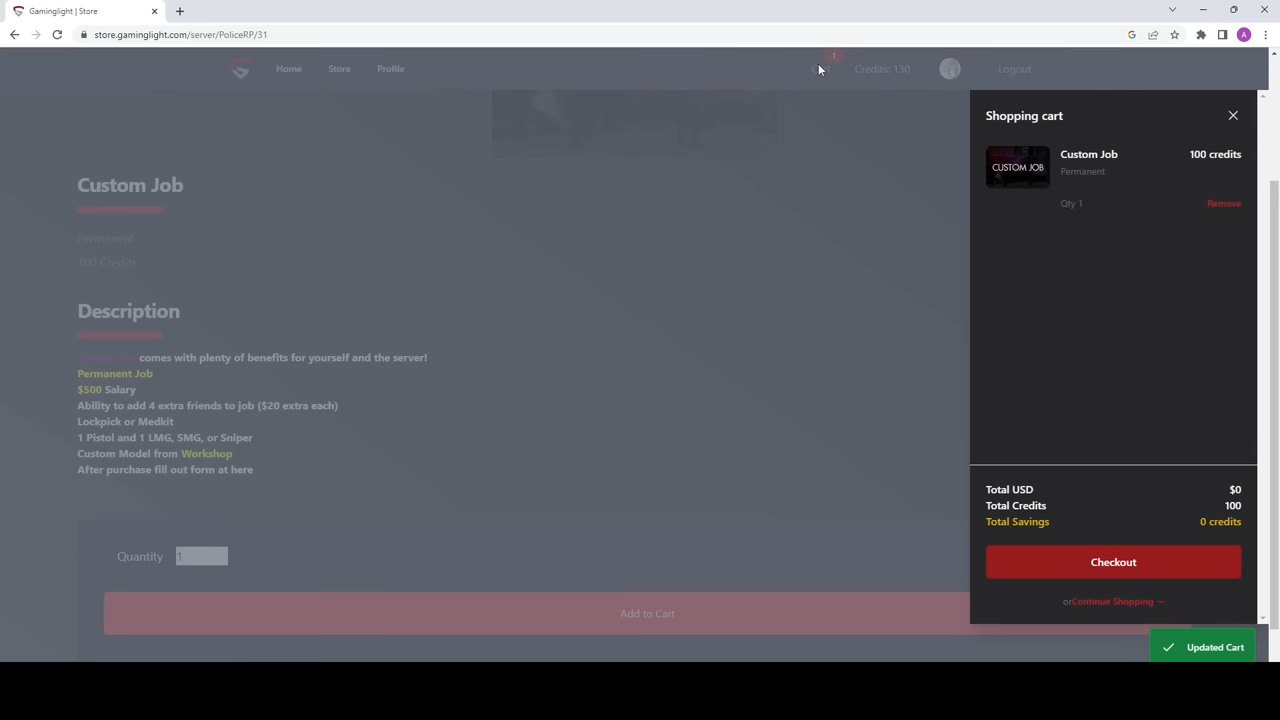 Gaminglight | Store
store.gaminglight.com/server/PoliceRP/31
A
Home Store Profile
1
Cart Credits: 130 Logout
Shopping cart
CUSTOM JOB
Custom Job 100 credits
Permanent
Qty 1 Remove
Custom Job
Permanent
100 Credits
Description
comes with plenty of benefits for yourself and the server!
Permanent Job
$500 Salary
Ability to add 4 extra friends to job ($20 extra each)
Lockpick or Medkit
1 Pistol and 1 LMG, SMG, or Sniper
Custom Model from Workshop
After purchase fill out form at here
Quantity 1
Add to Cart
Total USD $0
Total Credits 100
Total Savings 0 credits
Checkout
orContinue Shopping →
Updated Cart